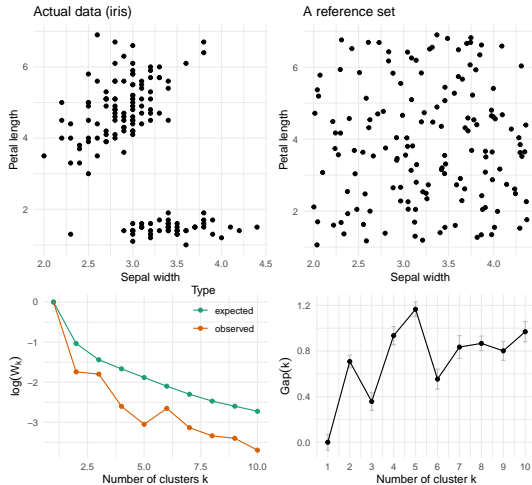 Actual data (iris)
Petal length
6
4
2
2.0 2.5 3.0 3.5 4.0 4.5
Sepal width
A reference set
Petal length
6
4
2
2.0 2.5 3.0 3.5 4.0
Sepal width
Type
expected
observed
log(Wk)
0
−1
−2
−3
2.5 5.0 7.5 10.0
Number of clusters k
Gap(k)
1.2
0.8
0.4
0.0
1 2 3 4 5 6 7 8 9 10
Number of cluster k